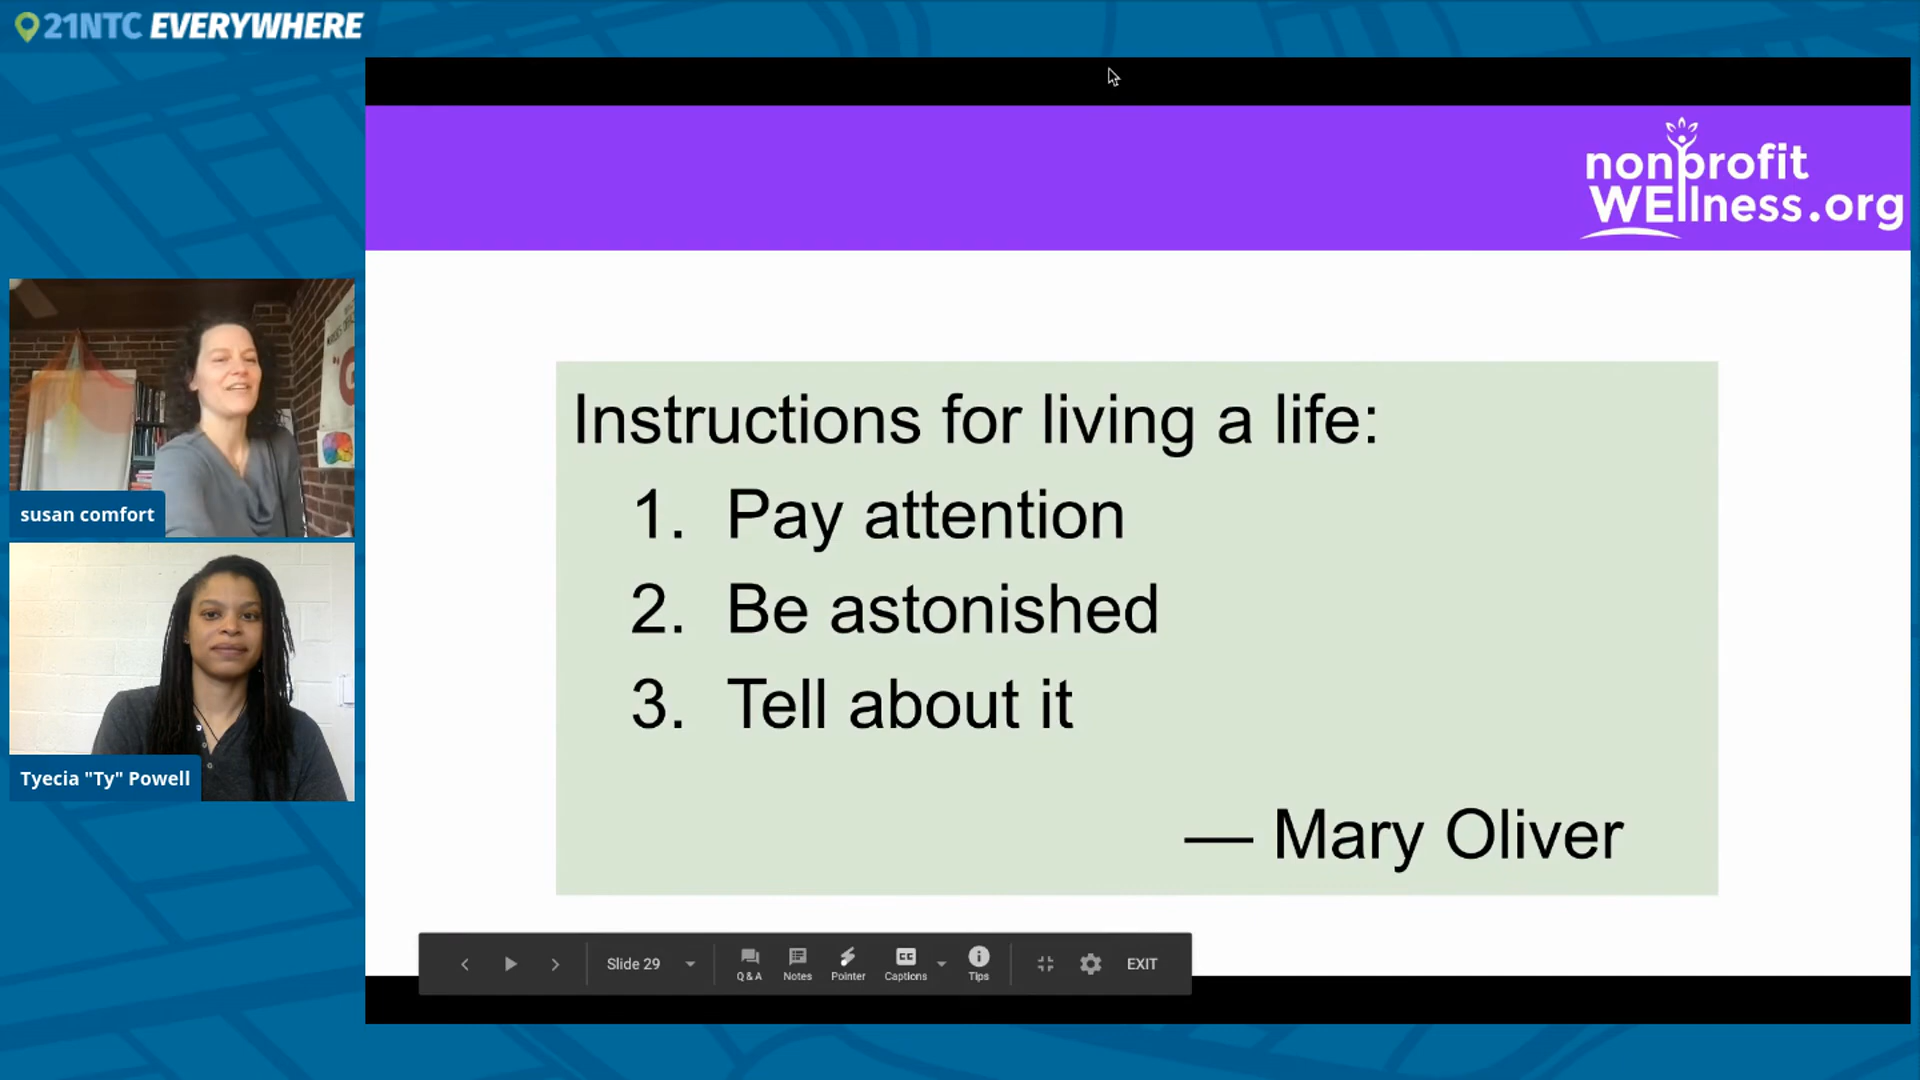 21NTC EVERYWHERE
nonprofit
WEllness.org
Instructions for living a life:
1. Pay attention
2. Be astonished
3. Tell about it
— Mary Oliver
susan comfort
Tyecia "Ty" Powell
Slide 29
Q & A
Notes
Pointer
CC
Captions
Tips
EXIT